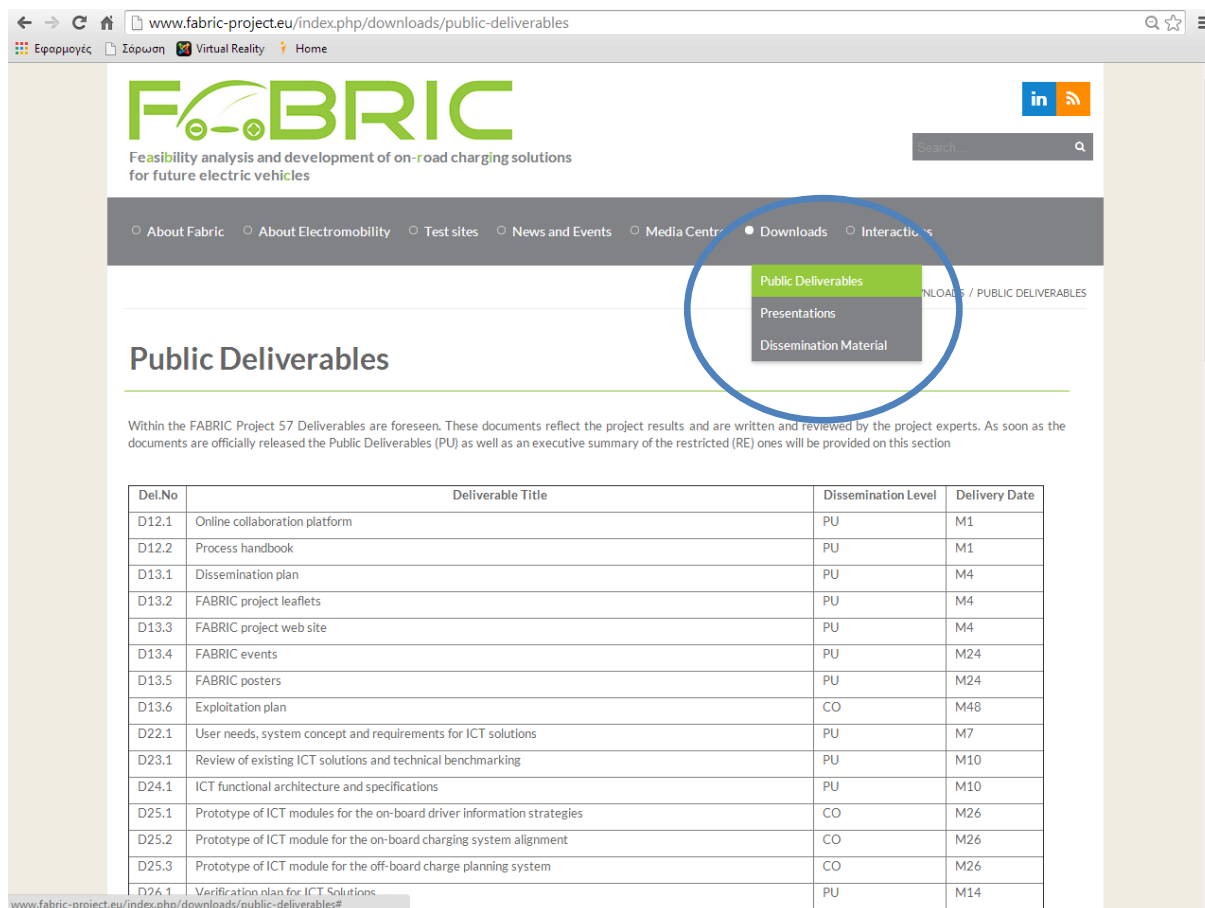 www.fabric-project.eu/index.php/downloads/public-deliverables
Εφαρμογές Σάρωση Virtual Reality Home
FABRIC
in
Feasibility analysis and development of on-road charging solutions
for future electric vehicles
Search...
About Fabric About Electromobility Test sites News and Events Media Centre Downloads Interactions
Public Deliverables
Presentations
Dissemination Material
NLOADS / PUBLIC DELIVERABLES
Public Deliverables
Within the FABRIC Project 57 Deliverables are foreseen. These documents reflect the project results and are written and reviewed by the project experts. As soon as the
documents are officially released the Public Deliverables (PU) as well as an executive summary of the restricted (RE) ones will be provided on this section
Del.No Deliverable Title Dissemination Level Delivery Date
D12.1 Online collaboration platform PU M1
D12.2 Process handbook PU M1
D13.1 Dissemination plan PU M4
D13.2 FABRIC project leaflets PU M4
D13.3 FABRIC project web site PU M4
D13.4 FABRIC events PU M24
D13.5 FABRIC posters PU M24
D13.6 Exploitation plan CO M48
D22.1 User needs, system concept and requirements for ICT solutions PU M7
D23.1 Review of existing ICT solutions and technical benchmarking PU M10
D24.1 ICT functional architecture and specifications PU M10
D25.1 Prototype of ICT modules for the on-board driver information strategies CO M26
D25.2 Prototype of ICT module for the on-board charging system alignment CO M26
D25.3 Prototype of ICT module for the off-board charge planning system CO M26
D26.1 Verification plan for ICT Solutions PU M14
www.fabric-project.eu/index.php/downloads/public-deliverables#